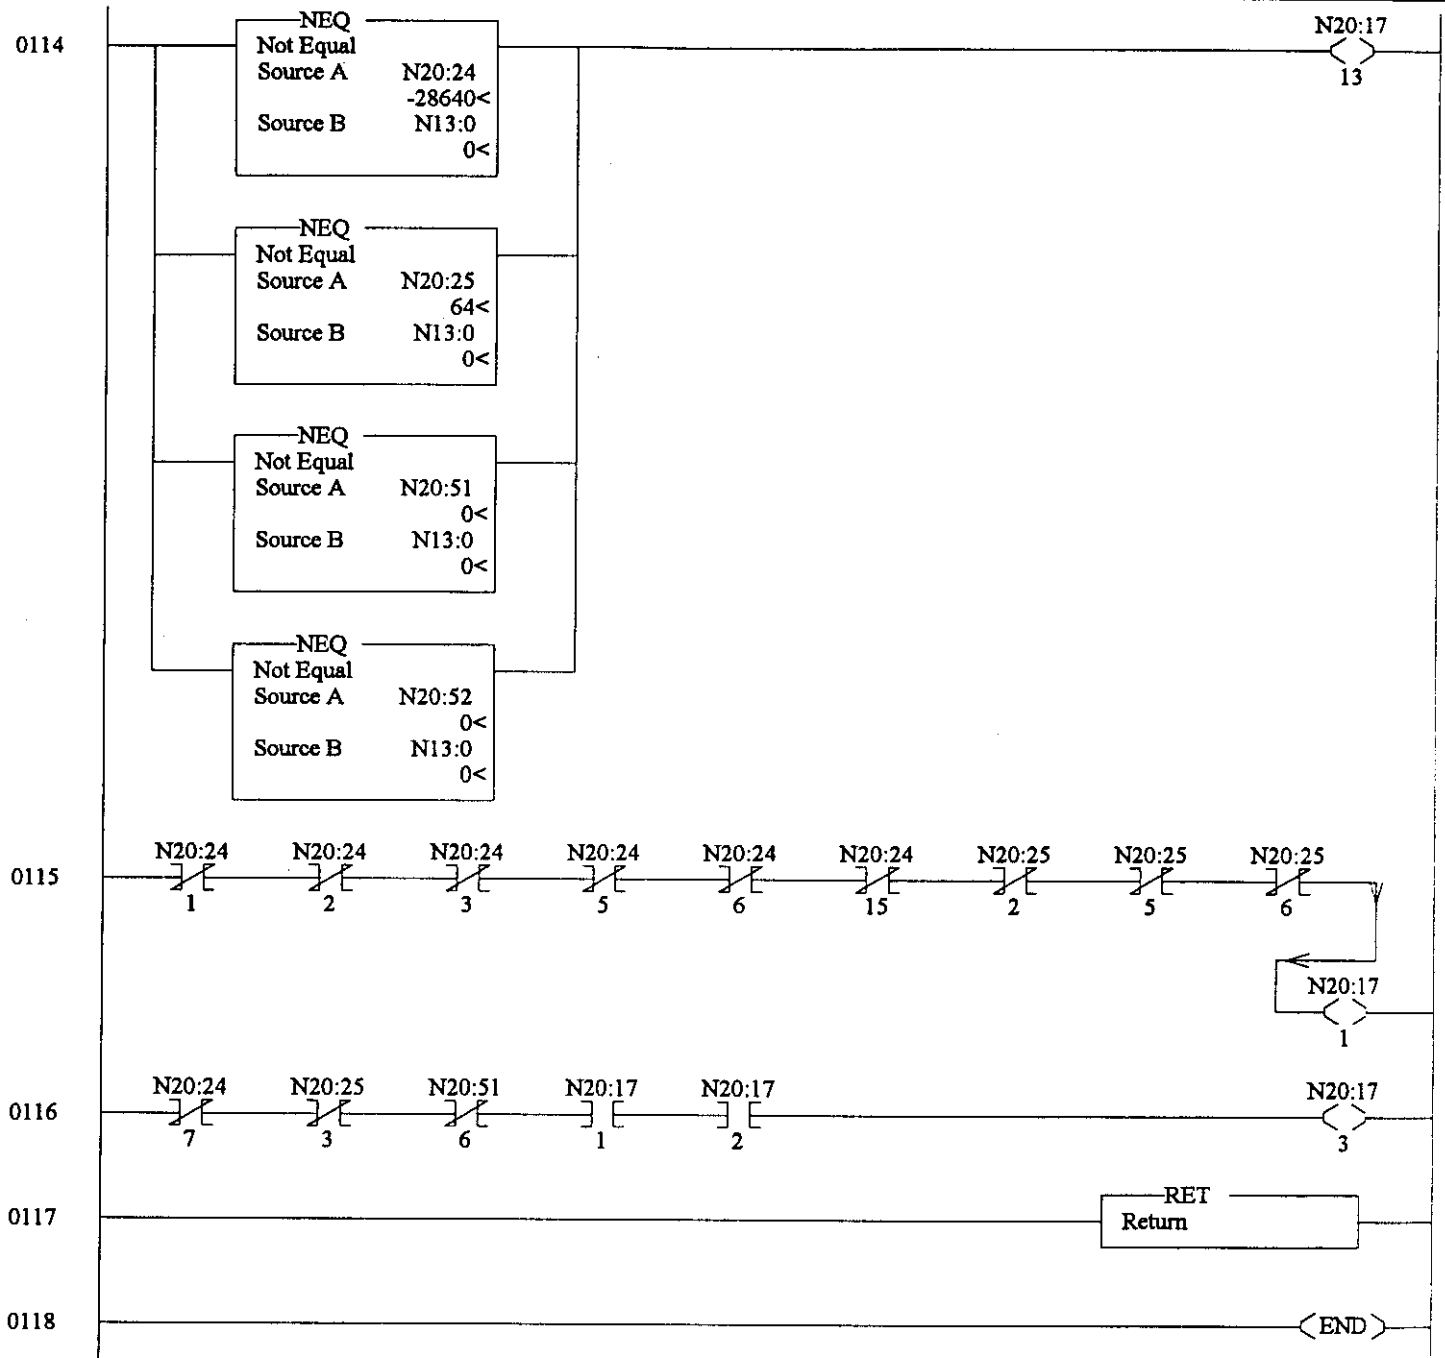 NEQ
N20:17
0114
Not Equal
Source A N20:24
13
-28640<
Source B N13:0
0<
NEQ
Not Equal
Source A N20:25
64<
Source B N13:0
0<
NEQ
Not Equal
Source A N20:51
0<
Source B N13:0
0<
NEQ
Not Equal
Source A N20:52
0<
Source B N13:0
0<
N20:24 N20:24 N20:24 N20:24 N20:24 N20:24 N20:25 N20:25 N20:25
0115
1 2 3 5 6 15 2 5 6
N20:17
1
N20:24 N20:25 N20:51 N20:17 N20:17 N20:17
0116
7 3 6 1 2 3
RET
0117
Return
0118
END